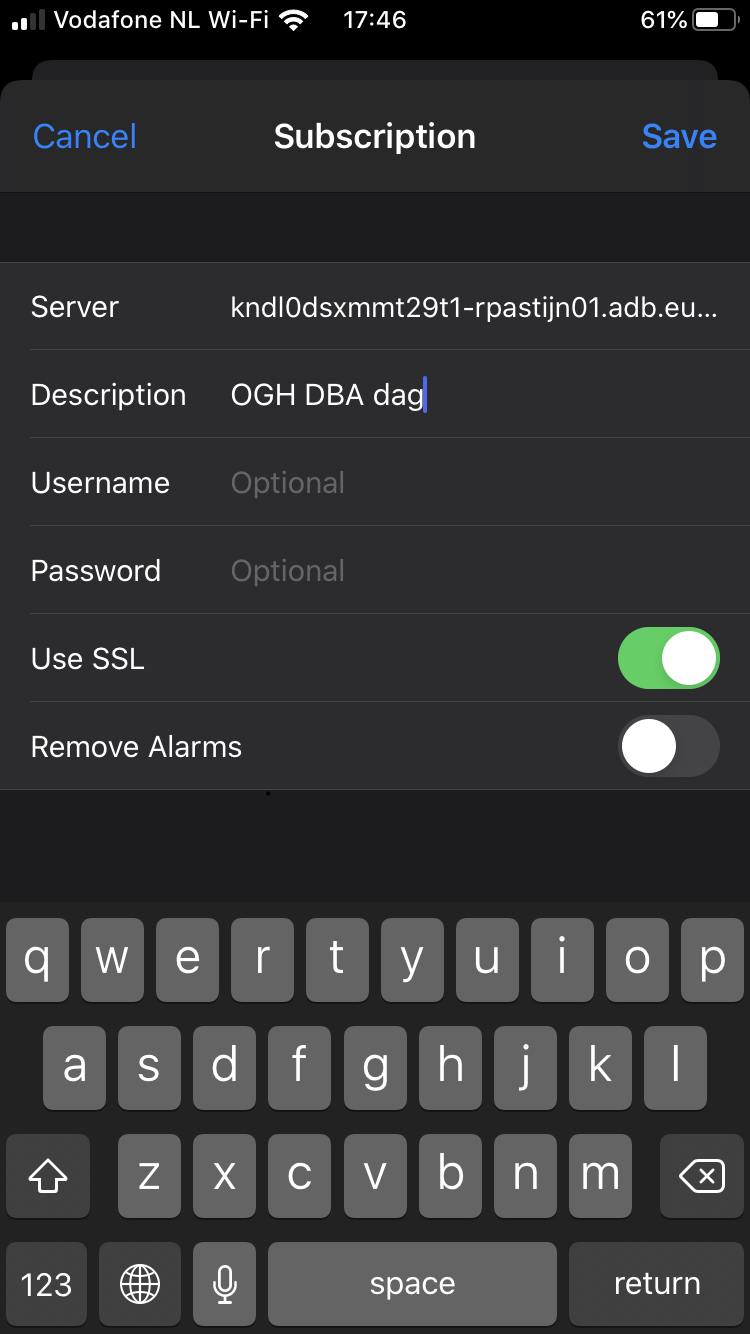 Vodafone NL Wi-Fi 17:46 61%
Cancel Subscription Save
Server kndl0dsxmmt29t1-rpastijn01.adb.eu...
Description OGH DBA dag
Username Optional
Password Optional
Use SSL
Remove Alarms
q w e r t y u i o p
a s d f g h j k l
z x c v b n m
123 space return